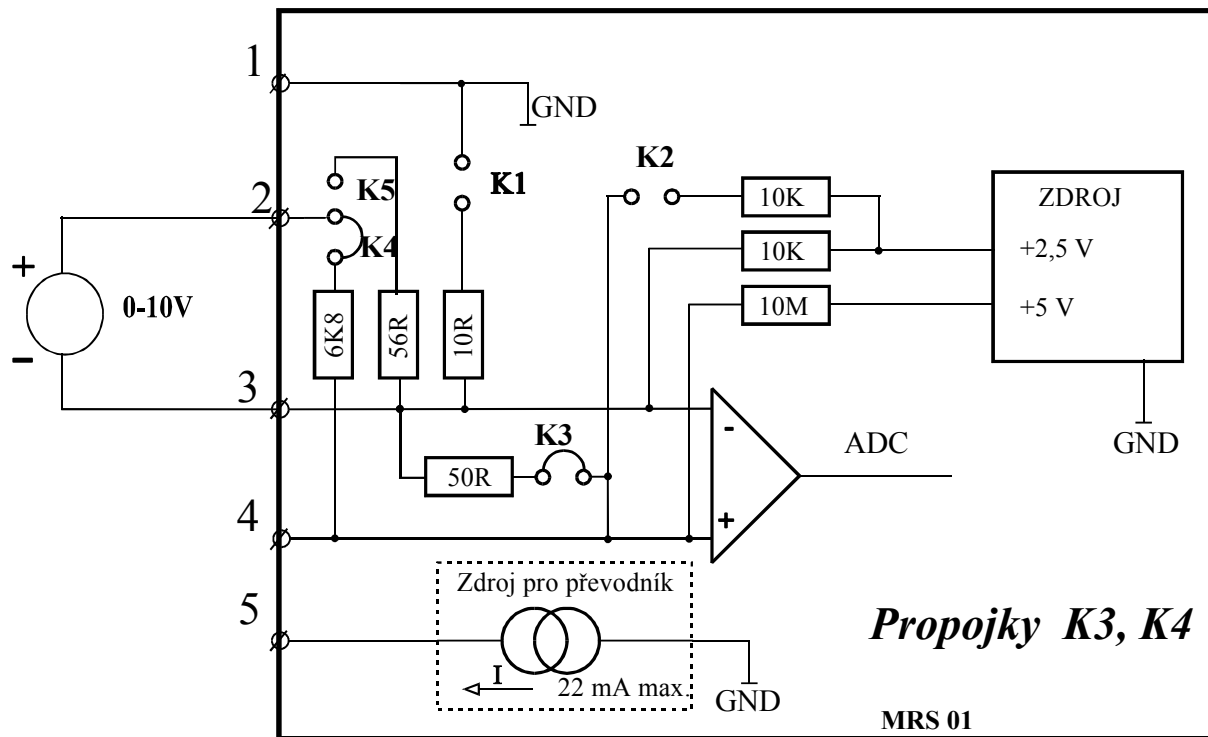 1
GND
K5
K1
K2
10K
ZDROJ
2
K4
10K
+2,5 V
+
0-10V
6K8
56R
10R
10M
+5 V
-
3
K3
-
GND
50R
ADC
4
+
Zdroj pro převodník
5
Propojky K3, K4
I
22 mA max.
GND
MRS 01